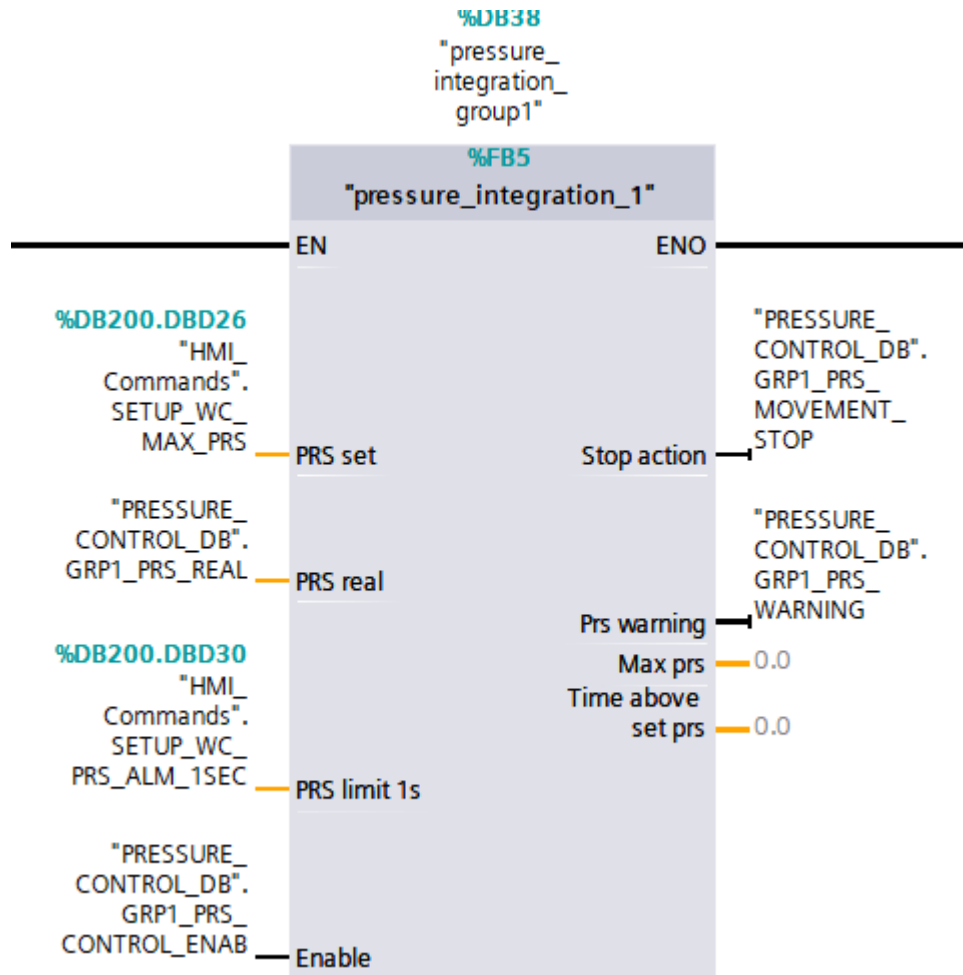 %DB38
"pressure_
integration_
group1"
%FB5
"pressure_integration_1"
EN
ENO
%DB200.DBD26
"HMI_
Commands".
SETUP_WC_
MAX_PRS
PRS set
"PRESSURE_
CONTROL_DB".
GRP1_PRS_REAL
PRS real
%DB200.DBD30
"HMI_
Commands".
SETUP_WC_
PRS_ALM_1SEC
PRS limit 1s
"PRESSURE_
CONTROL_DB".
GRP1_PRS_
CONTROL_ENAB
Enable
"PRESSURE_
CONTROL_DB".
GRP1_PRS_
MOVEMENT_
STOP
Stop action
"PRESSURE_
CONTROL_DB".
GRP1_PRS_
WARNING
Prs warning
Max prs
0.0
Time above
set prs
0.0